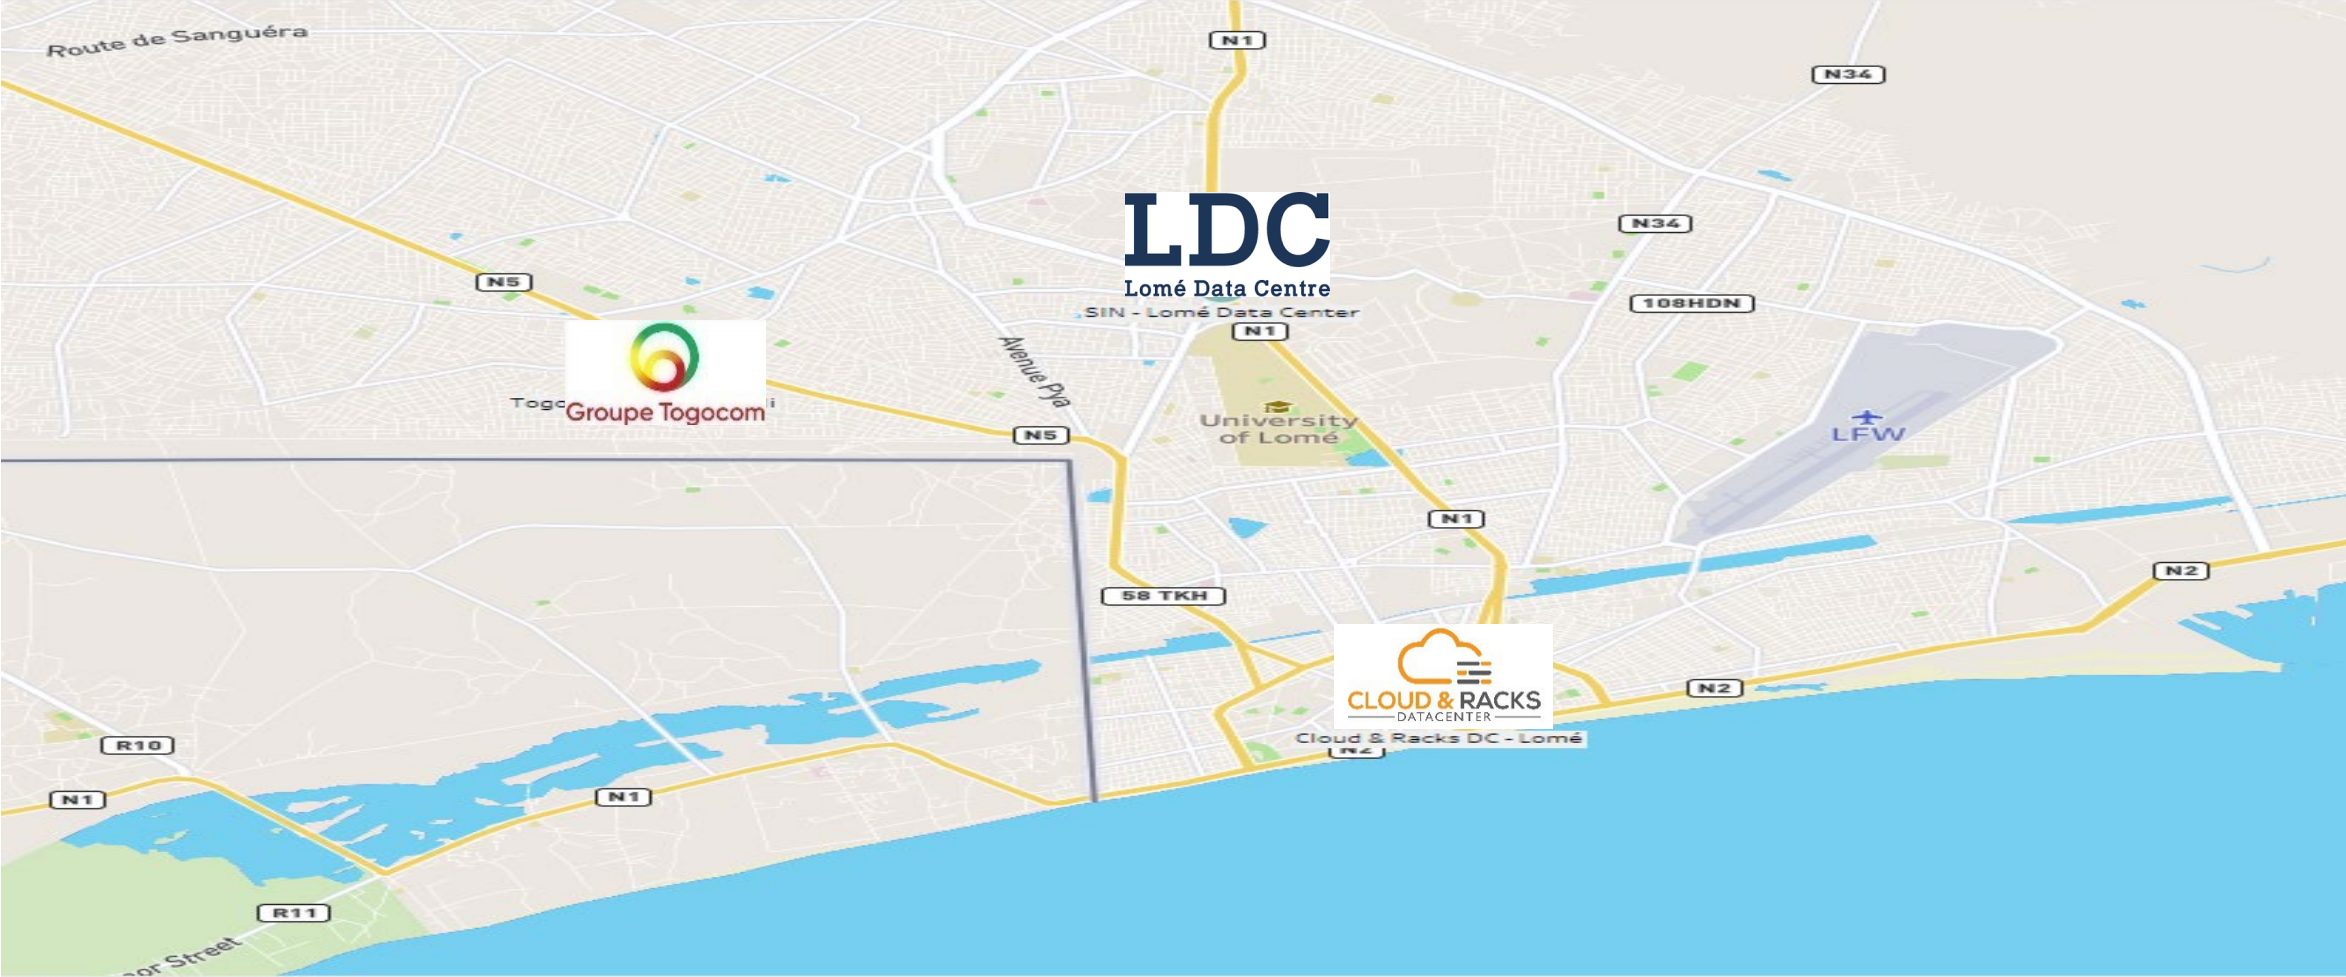 Route de Sanguéra
N1
N34
N34
LDC
Lomé Data Centre
SIN - Lomé Data Center
N1
108HDN
N5
Groupe Togocom
Avenue Pya
University
of Lomé
LFW
N5
N1
N2
58 TKH
CLOUD & RACKS
DATACENTER
Cloud & Racks DC - Lomé
N2
N2
R10
N1
N1
R11
Street